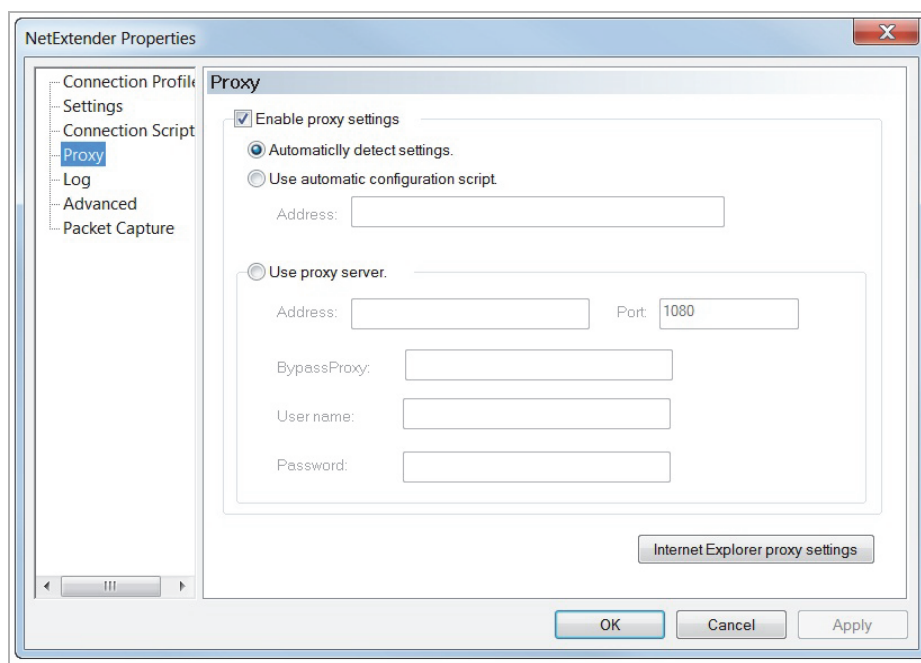 NetExtender Properties
Connection Profile
Settings
Connection Script
Proxy
Log
Advanced
Packet Capture
Proxy
Enable proxy settings
Automaticlly detect settings.
Use automatic configuration script.
Address:
Use proxy server.
Address:
Port: 1080
BypassProxy:
User name:
Password:
Internet Explorer proxy settings
OK
Cancel
Apply